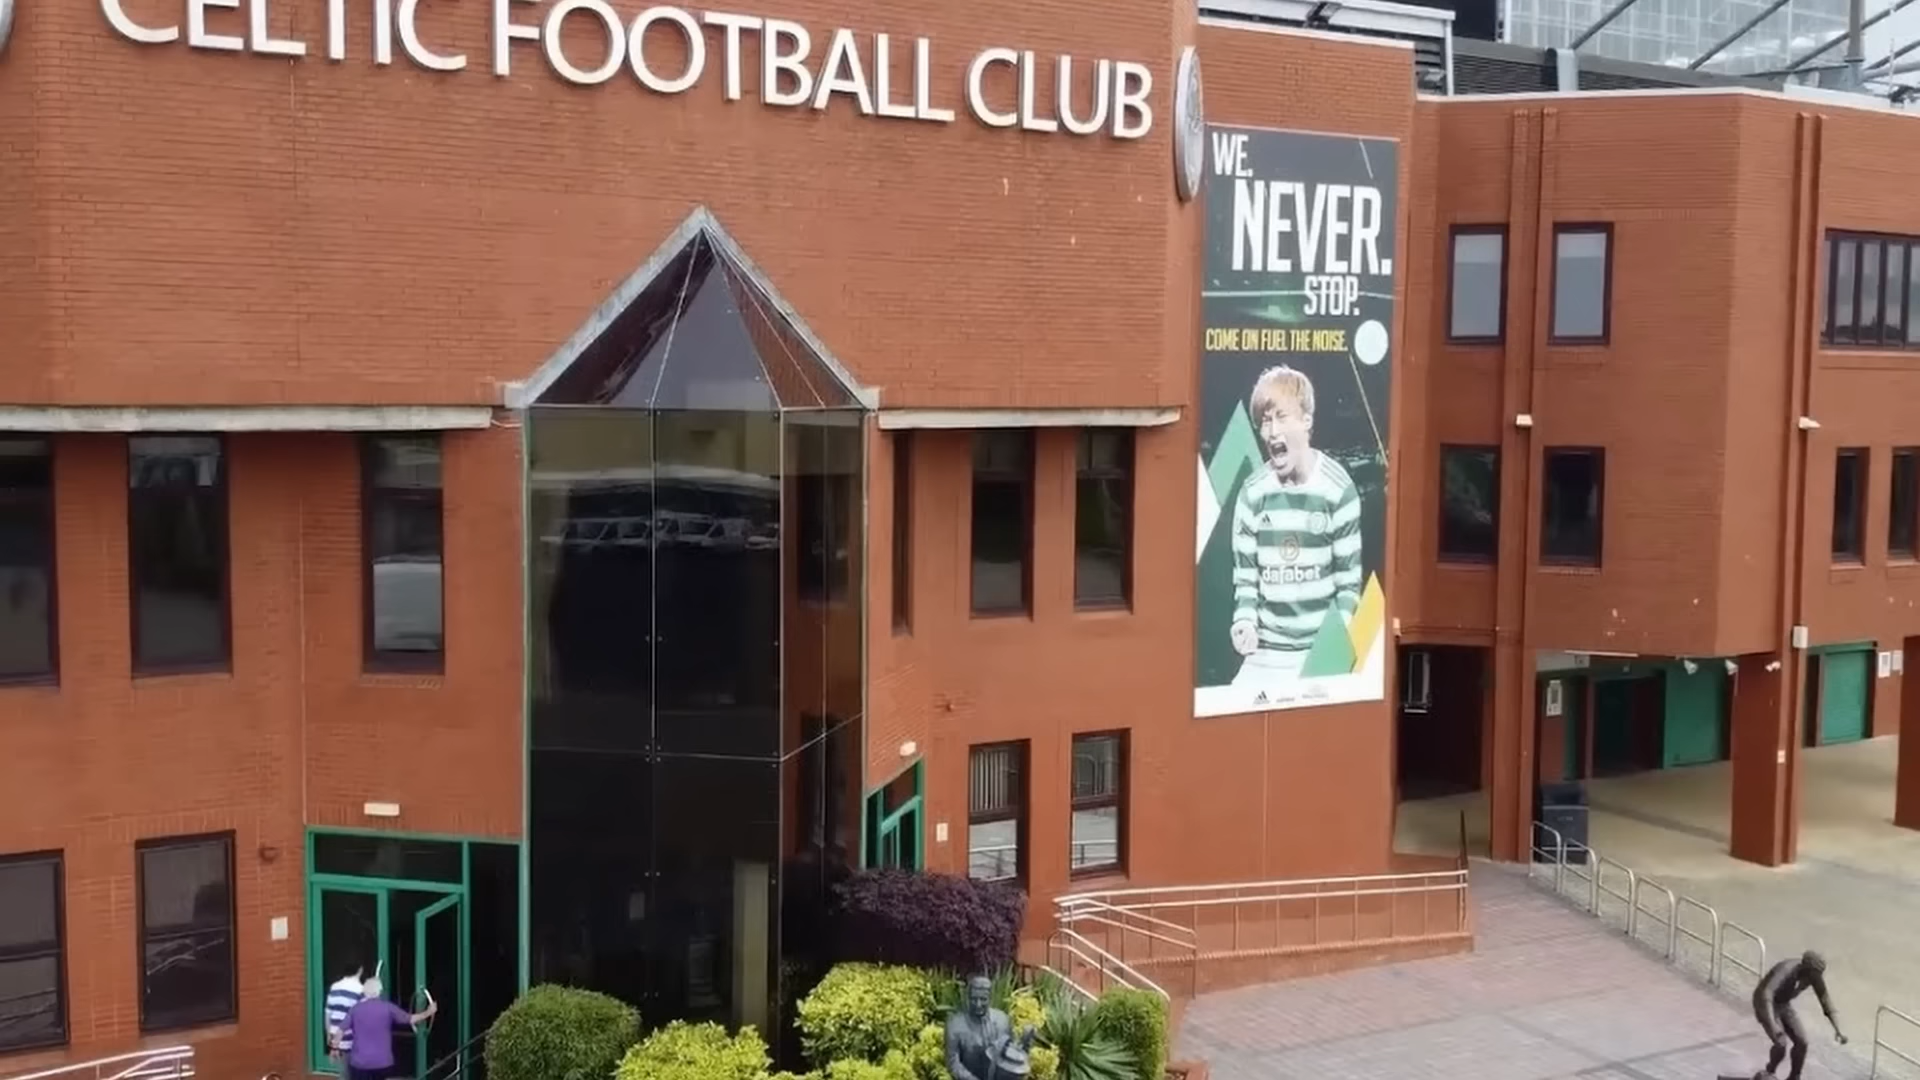 CELTIC FOOTBALL CLUB
WE.
NEVER.
STOP.
COME ON FUEL THE NOISE.
dafabet